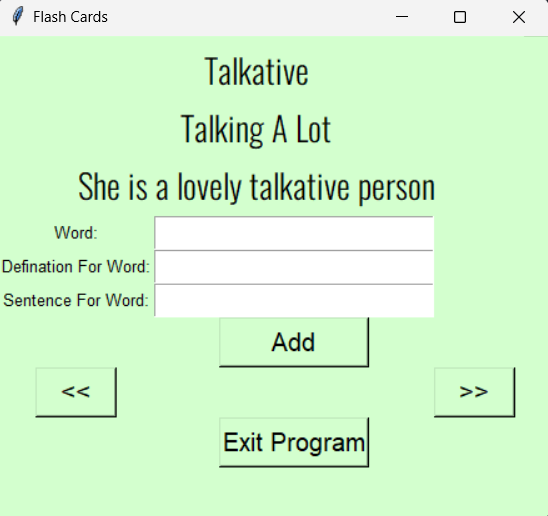 Flash Cards
Talkative
Talking A Lot
She is a lovely talkative person
Word:
Defination For Word:
Sentence For Word:
Add
<< >>
Exit Program